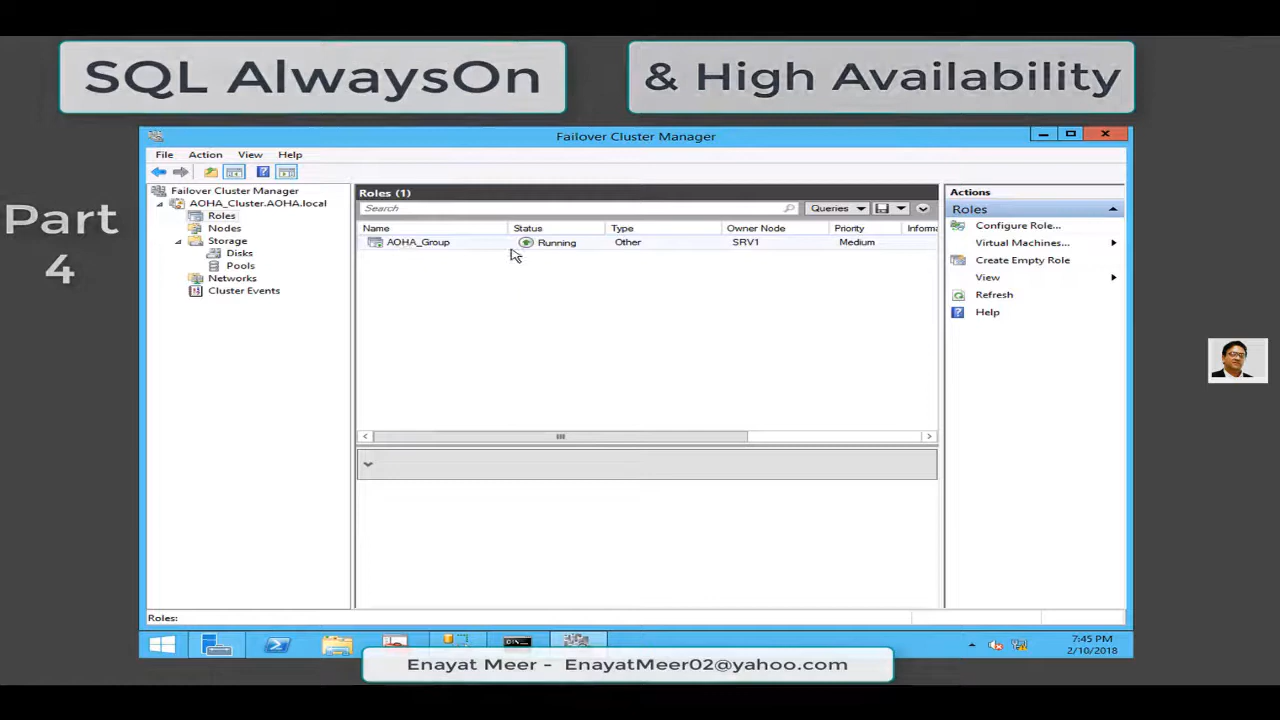 SQL AlwaysOn
& High Availability
Part
4
Failover Cluster Manager
File Action View Help
Failover Cluster Manager
AOHA_Cluster.AOHA.local
Roles
Nodes
Storage
Disks
Pools
Networks
Cluster Events
Roles (1)
Search
Queries
Name Status Type Owner Node Priority Informa
AOHA_Group Running Other SRV1 Medium
Actions
Roles
Configure Role...
Virtual Machines...
Create Empty Role
View
Refresh
Help
Roles:
7:45 PM
2/10/2018
Enayat Meer - EnayatMeer02@yahoo.com